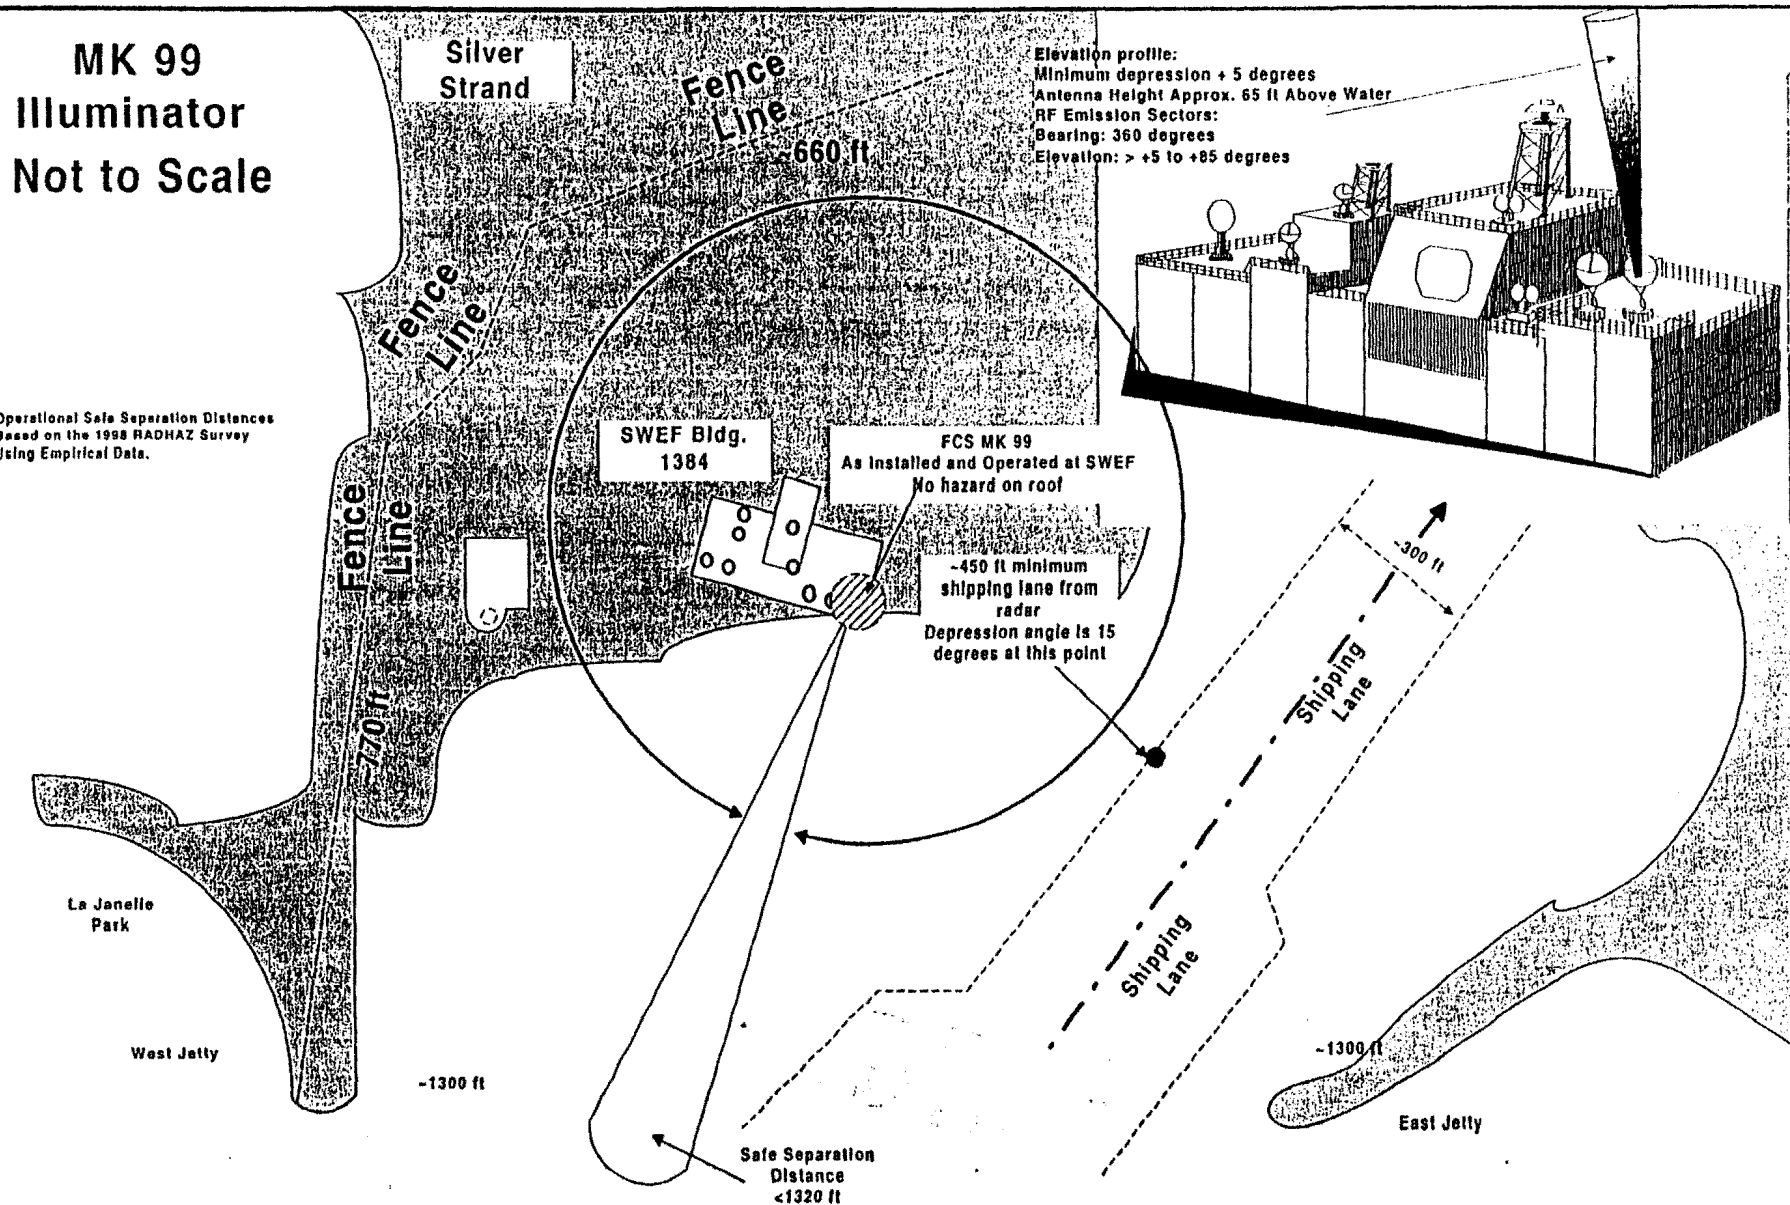 MK 99
Illuminator
Not to Scale
Silver
Strand
Fence
Line
~660 ft
Elevation profile:
Minimum depression + 5 degrees
Antenna Height Approx. 65 ft Above Water
RF Emission Sectors:
Bearing: 360 degrees
Elevation: > +5 to +85 degrees
Fence
Line
Operational Safe Separation Distances
Based on the 1998 RADHAZ Survey
Using Empirical Data.
SWEF Bldg.
1384
FCS MK 99
As Installed and Operated at SWEF
No hazard on roof
Fence
Line
~770 ft
~450 ft minimum
shipping lane from
radar
Depression angle is 15
degrees at this point
~300 ft
Shipping
Lane
Shipping
Lane
La Janelle
Park
West Jetty
~1300 ft
~1300 ft
East Jetty
Safe Separation
Distance
<1320 ft